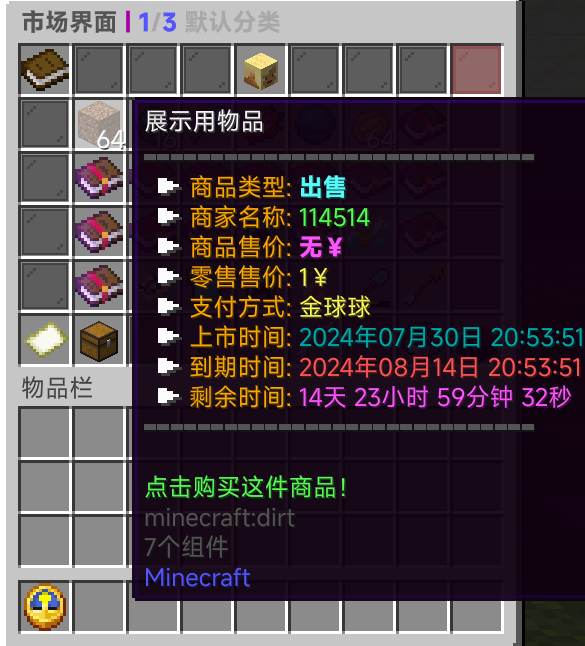 市场界面 | 1/3 默认分类
64
展示用物品
商品类型: 出售
商家名称: 114514
商品售价: 无¥
零售售价: 1¥
支付方式: 金球球
上市时间: 2024年07月30日 20:53:51
到期时间: 2024年08月14日 20:53:51
剩余时间: 14天 23小时 59分钟 32秒
物品栏
点击购买这件商品!
minecraft:dirt
7个组件
Minecraft